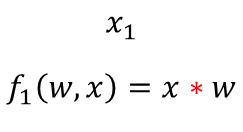 x₁
f₁(w, x) = x * w